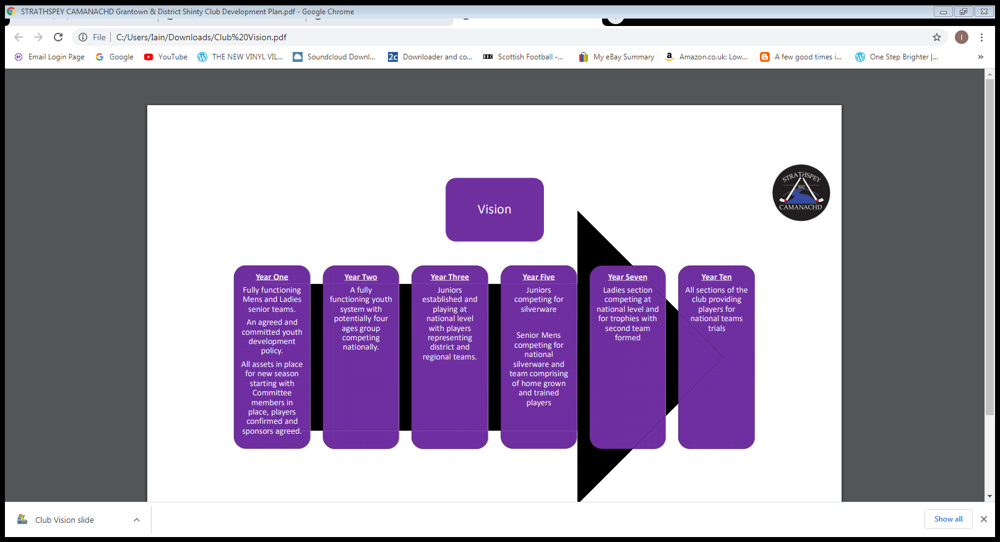 STRATHSPEY CAMANACHD Grantown & District Shinty Club Development Plan.pdf - Google Chrome
File | C:/Users/Iain/Downloads/Club%20Vision.pdf
I
Email Login Page
Google
YouTube
THE NEW VINYL VIL...
Soundcloud Downl...
2c Downloader and co...
BBC Scottish Football -...
My eBay Summary
Amazon.co.uk: Low...
A few good times i...
One Step Brighter |...
»
STRATHSPEY
2011
CAMANACHD
Vision
Year One
Fully functioning
Mens and Ladies
senior teams.
An agreed and
committed youth
development
policy.
All assets in place
for new season
starting with
Committee
members in
place, players
confirmed and
sponsors agreed.
Year Two
A fully
functioning youth
system with
potentially four
ages group
competing
nationally.
Year Three
Juniors
established and
playing at
national level
with players
representing
district and
regional teams.
Year Five
Juniors
competing for
silverware
Senior Mens
competing for
national
silverware and
team comprising
of home grown
and trained
players
Year Seven
Ladies section
competing at
national level and
for trophies with
second team
formed
Year Ten
All sections of the
club providing
players for
national teams
trials
Club Vision slide
Show all